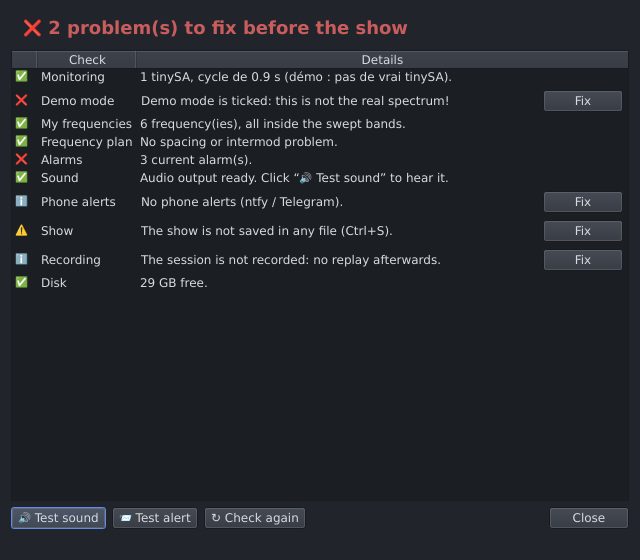 ❌ 2 problem(s) to fix before the show
Check Details
✅ Monitoring 1 tinySA, cycle de 0.9 s (démo : pas de vrai tinySA).
❌ Demo mode Demo mode is ticked: this is not the real spectrum! Fix
✅ My frequencies 6 frequency(ies), all inside the swept bands.
✅ Frequency plan No spacing or intermod problem.
❌ Alarms 3 current alarm(s).
✅ Sound Audio output ready. Click “🔊 Test sound” to hear it.
ℹ️ Phone alerts No phone alerts (ntfy / Telegram). Fix
⚠️ Show The show is not saved in any file (Ctrl+S). Fix
ℹ️ Recording The session is not recorded: no replay afterwards. Fix
✅ Disk 29 GB free.
🔊 Test sound 📨 Test alert ↻ Check again Close